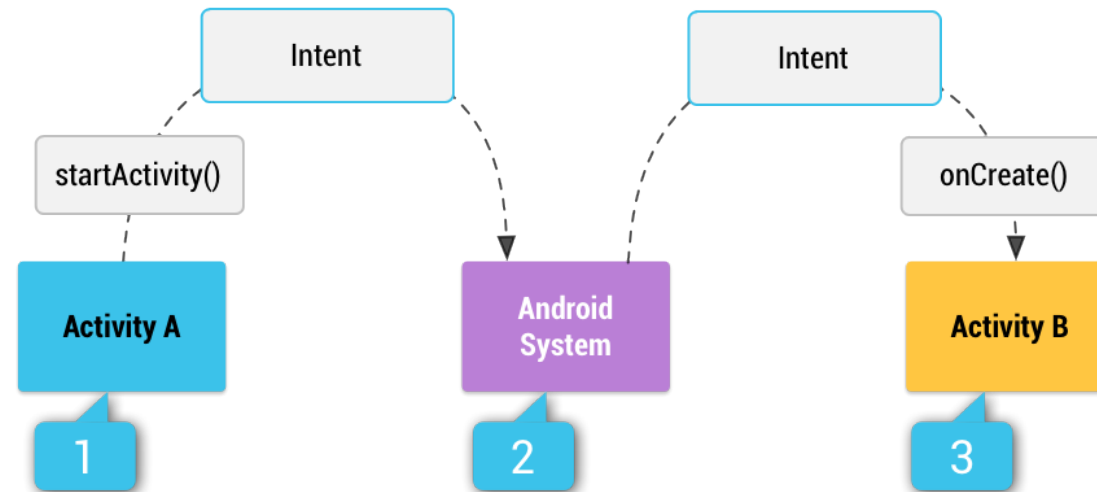 Intent
Intent
startActivity()
onCreate()
Activity A
Android
System
Activity B
1
2
3